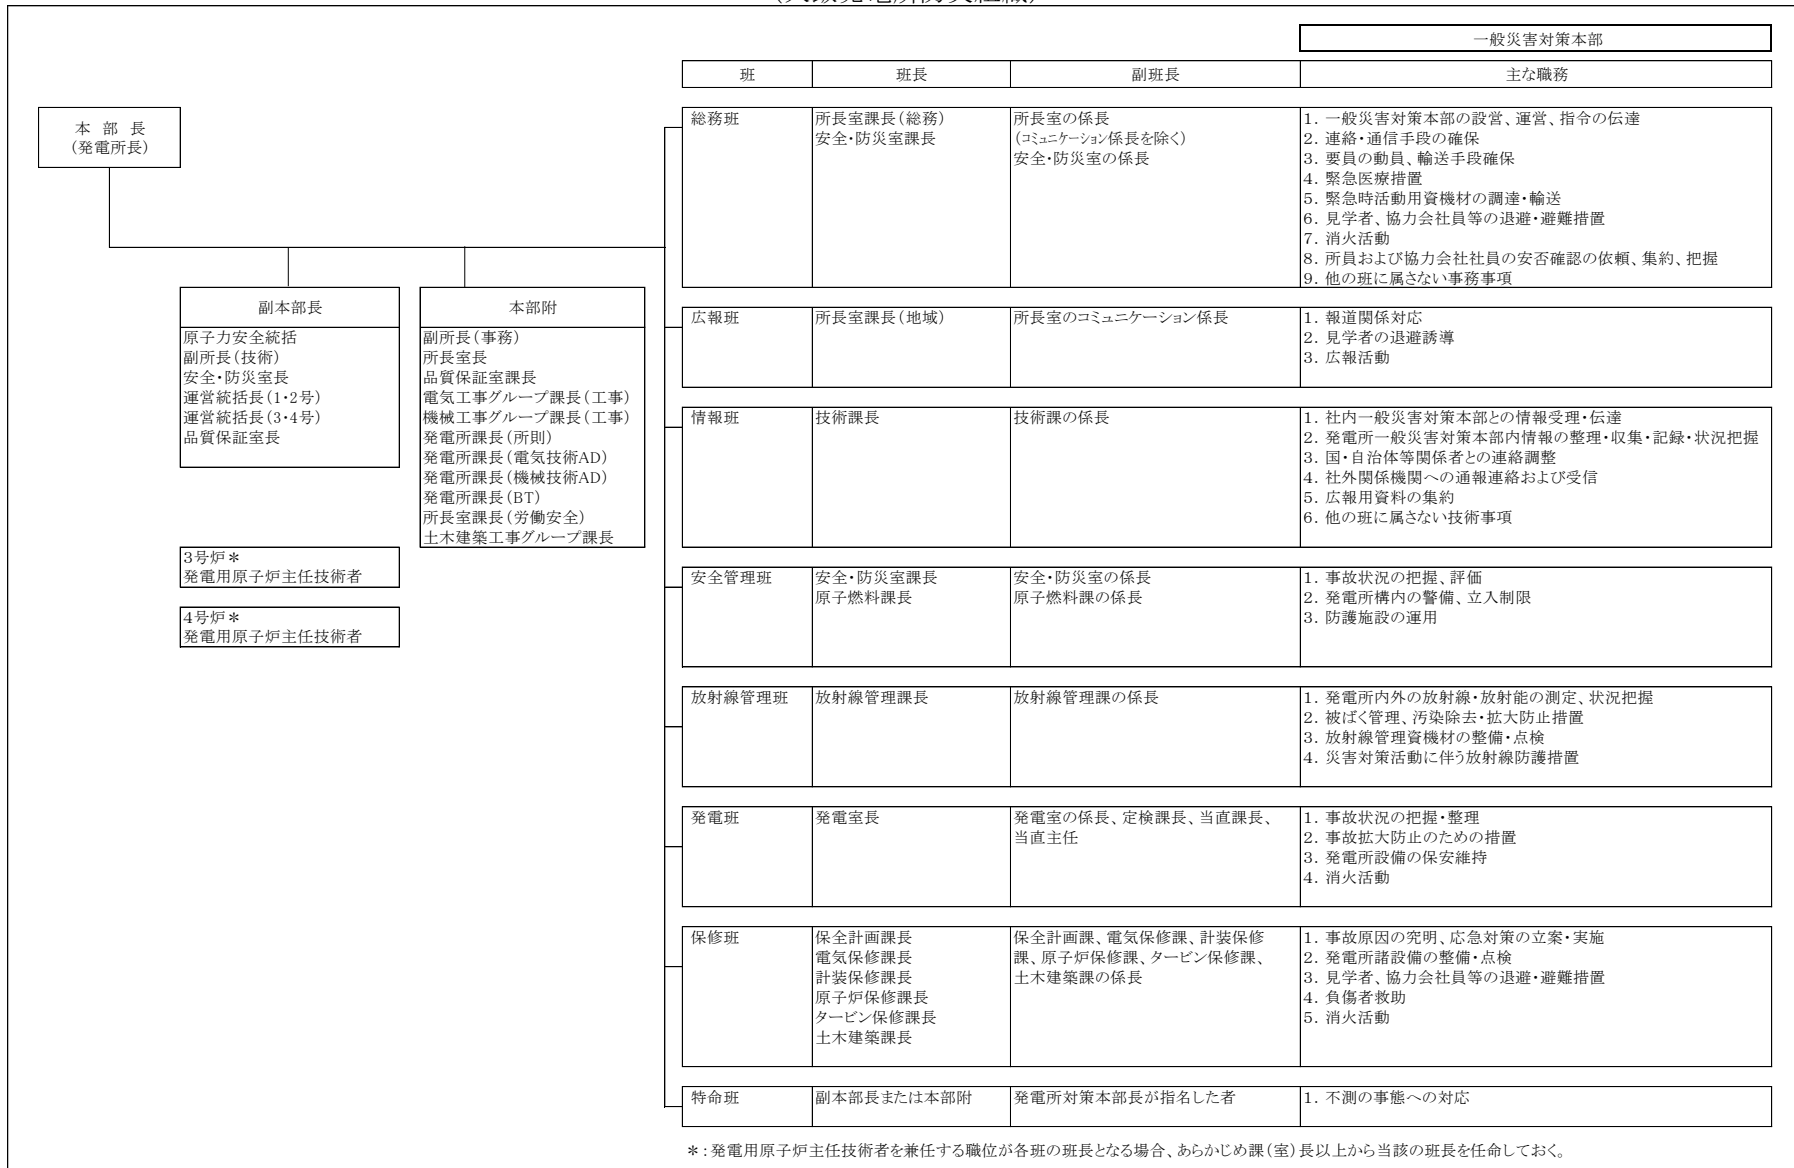 一般災害対策本部
班 班長 副班長 主な職務
本 部 長
(発電所長)
副本部長
原子力安全統括
副所長(技術)
安全・防災室長
運営統括長(1・2号)
運営統括長(3・4号)
品質保証室長
本部附
副所長(事務)
所長室長
品質保証室課長
電気工事グループ課長(工事)
機械工事グループ課長(工事)
発電所課長(所則)
発電所課長(電気技術AD)
発電所課長(機械技術AD)
発電所課長(BT)
所長室課長(労働安全)
土木建築工事グループ課長
3号炉*
発電用原子炉主任技術者
4号炉*
発電用原子炉主任技術者
総務班
所長室課長(総務)
安全・防災室課長
所長室の係長
(コミュニケーション係長を除く)
安全・防災室の係長
1. 一般災害対策本部の設営、運営、指令の伝達
2. 連絡・通信手段の確保
3. 要員の動員、輸送手段確保
4. 緊急医療措置
5. 緊急時活動用資機材の調達・輸送
6. 見学者、協力会社員等の退避・避難措置
7. 消火活動
8. 所員および協力会社社員の安否確認の依頼、集約、把握
9. 他の班に属さない事務事項
広報班
所長室課長(地域)
所長室のコミュニケーション係長
1. 報道関係対応
2. 見学者の退避誘導
3. 広報活動
情報班
技術課長
技術課の係長
1. 社内一般災害対策本部との情報受理・伝達
2. 発電所一般災害対策本部内情報の整理・収集・記録・状況把握
3. 国・自治体等関係者との連絡調整
4. 社外関係機関への通報連絡および受信
5. 広報用資料の集約
6. 他の班に属さない技術事項
安全管理班
安全・防災室課長
原子燃料課長
安全・防災室の係長
原子燃料課の係長
1. 事故状況の把握、評価
2. 発電所構内の警備、立入制限
3. 防護施設の運用
放射線管理班
放射線管理課長
放射線管理課の係長
1. 発電所内外の放射線・放射能の測定、状況把握
2. 被ばく管理、汚染除去・拡大防止措置
3. 放射線管理資機材の整備・点検
4. 災害対策活動に伴う放射線防護措置
発電班
発電室長
発電室の係長、定検課長、当直課長、
当直主任
1. 事故状況の把握・整理
2. 事故拡大防止のための措置
3. 発電所設備の保安維持
4. 消火活動
保修班
保全計画課長
電気保修課長
計装保修課長
原子炉保修課長
タービン保修課長
土木建築課長
保全計画課、電気保修課、計装保修
課、原子炉保修課、タービン保修課、
土木建築課の係長
1. 事故原因の究明、応急対策の立案・実施
2. 発電所諸設備の整備・点検
3. 見学者、協力会社員等の退避・避難措置
4. 負傷者救助
5. 消火活動
特命班
副本部長または本部附
発電所対策本部長が指名した者
1. 不測の事態への対応
*:発電用原子炉主任技術者を兼任する職位が各班の班長となる場合、あらかじめ課(室)長以上から当該の班長を任命しておく。